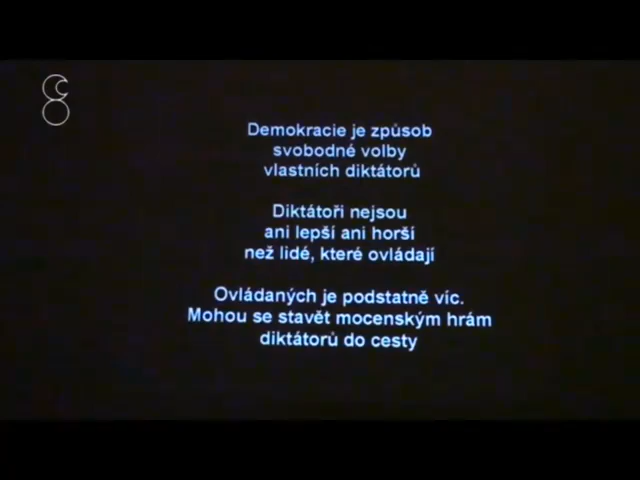 Demokracie je způsob
svobodné volby
vlastních diktátorů
Diktátoři nejsou
ani lepší ani horší
než lidé, které ovládají
Ovládaných je podstatně víc.
Mohou se stavět mocenským hrám
diktátorů do cesty